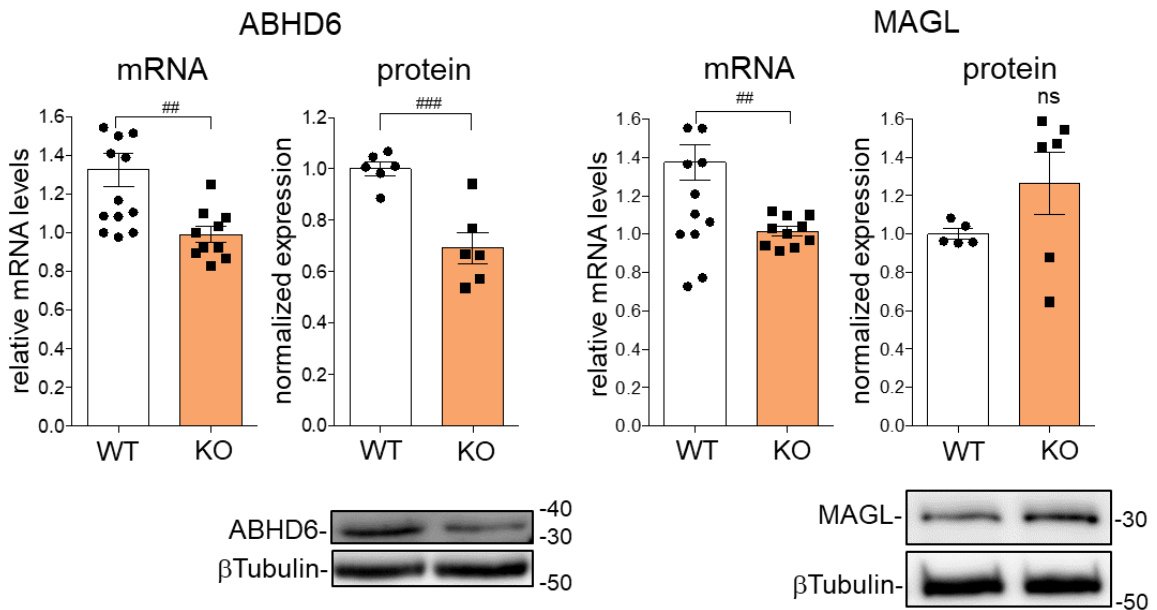 ABHD6
MAGL
mRNA
protein
mRNA
protein
##
###
##
ns
relative mRNA levels
1.6
1.4
1.2
1.0
0.8
0.6
0.4
0.2
0.0
WT
KO
normalized expression
1.2
1.0
0.8
0.6
0.4
0.2
0.0
WT
KO
relative mRNA levels
1.6
1.4
1.2
1.0
0.8
0.6
0.4
0.2
0.0
WT
KO
normalized expression
1.6
1.4
1.2
1.0
0.8
0.6
0.4
0.2
0.0
WT
KO
ABHD6-
-40
-30
βTubulin-
-50
MAGL-
-30
βTubulin-
-50